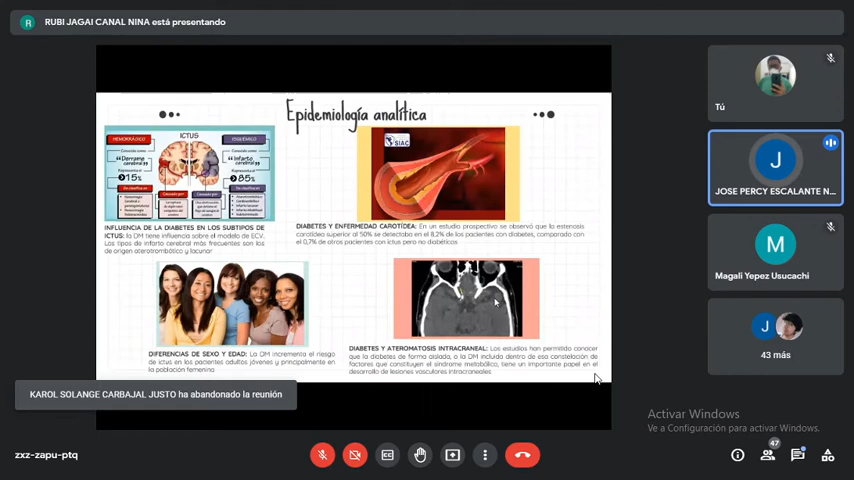 RUBI JAGAI CANAL NINA está presentando
Epidemiología analítica
HEMORRÁGICO
ICTUS
ISQUÉMICO
Derrame
cerebral
15%
Infarto
cerebral
85%
SIAC
INFLUENCIA DE LA DIABETES EN LOS SUBTIPOS DE
ICTUS: la DM tiene influencia sobre el modelo de ECV.
Los tipos de infarto cerebral más frecuentes son los
de origen aterotrombótico y lacunar
DIABETES Y ENFERMEDAD CAROTÍDEA: En un estudio prospectivo se observó que la estenosis
carotídea superior al 50% se detectaba en el 8,2% de los pacientes con diabetes, comparado con
el 0,7% de otros pacientes con ictus pero no diabéticos
DIFERENCIAS DE SEXO Y EDAD: La DM incrementa el riesgo
de ictus en los pacientes adultos jóvenes y principalmente en
la población femenina
DIABETES Y ATEROMATOSIS INTRACRANEAL: Los estudios han permitido conocer
que la diabetes de forma aislada, o la DM incluida dentro de esa constelación de
factores que constituyen el síndrome metabólico, tiene un importante papel en el
desarrollo de lesiones vasculares intracraneales
Tú
J
JOSE PERCY ESCALANTE N...
M
Magali Yepez Usucachi
J
43 más
KAROL SOLANGE CARBAJAL JUSTO ha abandonado la reunión
Activar Windows
Ve a Configuración para activar Windows.
zxz-zapu-ptq
47